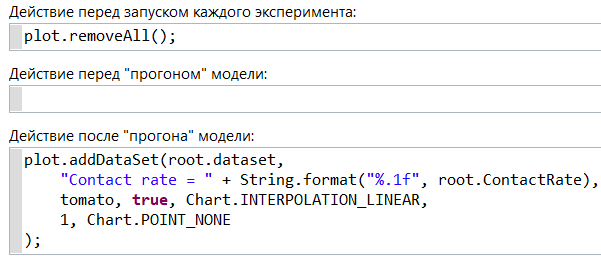 Действие перед запуском каждого эксперимента:
plot.removeAll();
Действие перед "прогоном" модели:
Действие после "прогона" модели:
plot.addDataSet(root.dataset,
    "Contact rate = " + String.format("%.1f", root.ContactRate),
    tomato, true, Chart.INTERPOLATION_LINEAR,
    1, Chart.POINT_NONE
);